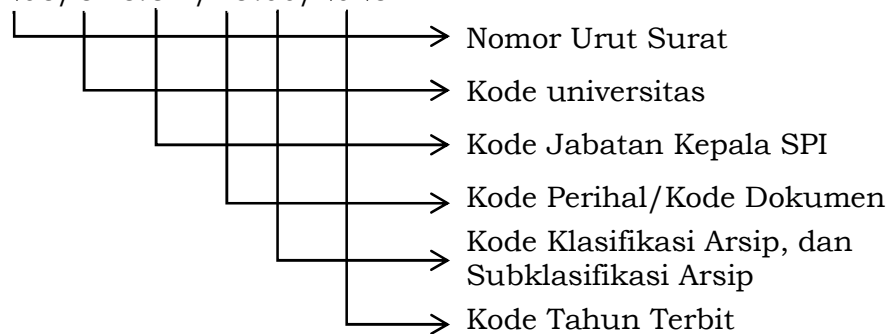 Nomor Urut Surat
Kode universitas
Kode Jabatan Kepala SPI
Kode Perihal/Kode Dokumen
Kode Klasifikasi Arsip, dan
Subklasifikasi Arsip
Kode Tahun Terbit